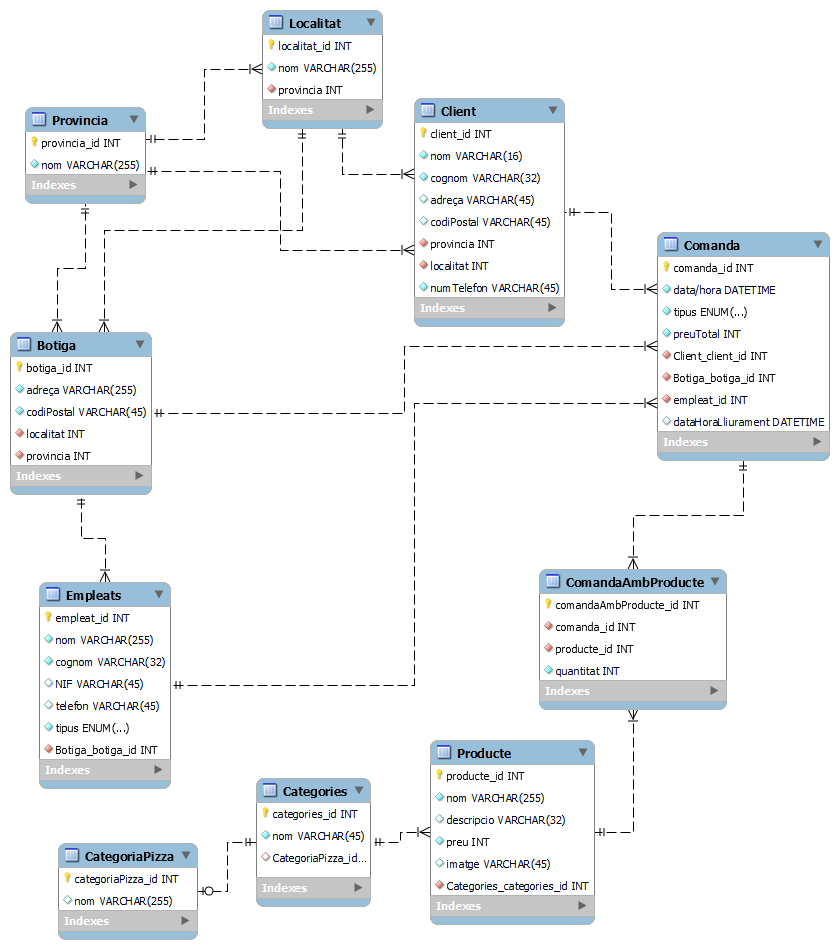 Localitat
localitat_id INT
nom VARCHAR(255)
provincia INT
Indexes
Provincia
provincia_id INT
nom VARCHAR(255)
Indexes
Client
client_id INT
nom VARCHAR(16)
cognom VARCHAR(32)
adreça VARCHAR(45)
codiPostal VARCHAR(45)
provincia INT
localitat INT
numTelefon VARCHAR(45)
Indexes
Comanda
comanda_id INT
data/hora DATETIME
tipus ENUM(...)
preuTotal INT
Client_client_id INT
Botiga_botiga_id INT
empleat_id INT
dataHoraLliurament DATETIME
Indexes
Botiga
botiga_id INT
adreça VARCHAR(255)
codiPostal VARCHAR(45)
localitat INT
provincia INT
Indexes
Empleats
empleat_id INT
nom VARCHAR(255)
cognom VARCHAR(32)
NIF VARCHAR(45)
telefon VARCHAR(45)
tipus ENUM(...)
Botiga_botiga_id INT
Indexes
ComandaAmbProducte
comandaAmbProducte_id INT
comanda_id INT
producte_id INT
quantitat INT
Indexes
Producte
producte_id INT
nom VARCHAR(255)
descripcio VARCHAR(32)
preu INT
imatge VARCHAR(45)
Categories_categories_id INT
Indexes
Categories
categories_id INT
nom VARCHAR(45)
CategoriaPizza_id...
Indexes
CategoriaPizza
categoriaPizza_id INT
nom VARCHAR(255)
Indexes